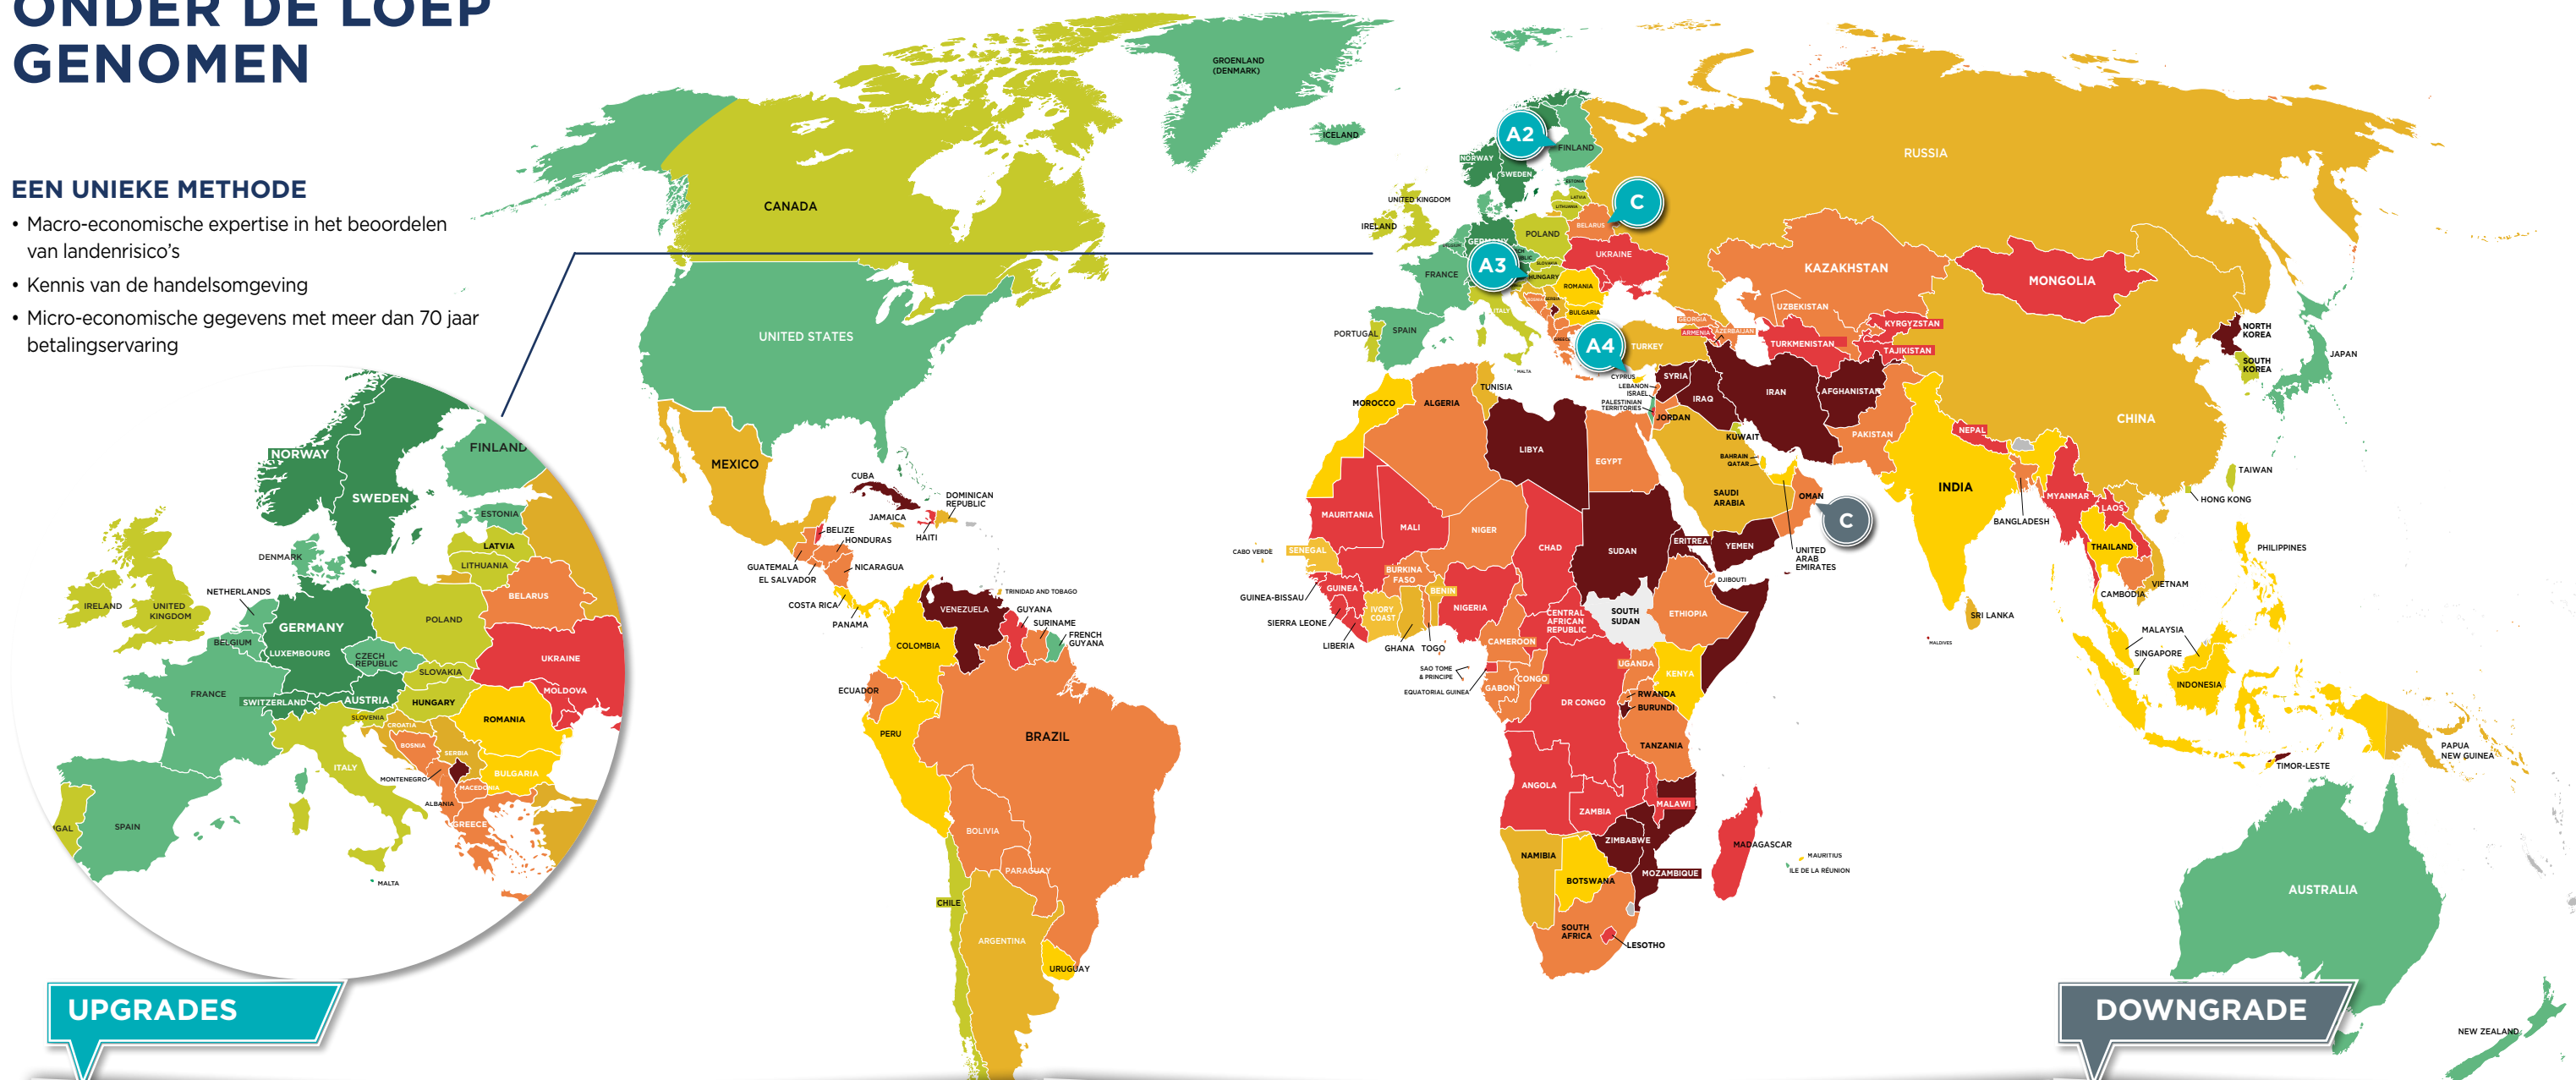 ONDER DE LOEP
GENOMEN
EEN UNIEKE METHODE
• Macro-economische expertise in het beoordelen
van landenrisico's
• Kennis van de handelsomgeving
• Micro-economische gegevens met meer dan 70 jaar
betalingservaring
NORWAY
SWEDEN
FINLAND
ESTONIA
LATVIA
LITHUANIA
DENMARK
IRELAND
UNITED
KINGDOM
NETHERLANDS
BELGIUM
GERMANY
LUXEMBOURG
POLAND
BELARUS
UKRAINE
MOLDOVA
CZECH
REPUBLIC
SLOVAKIA
FRANCE
SWITZERLAND
AUSTRIA
HUNGARY
ROMANIA
SLOVENIA
CROATIA
BOSNIA
SERBIA
BULGARIA
ITALY
MONTENEGRO
MACEDONIA
ALBANIA
GREECE
GAL
SPAIN
MALTA
GROENLAND
(DENMARK)
ICELAND
CANADA
UNITED STATES
MEXICO
CUBA
JAMAICA
HAITI
DOMINICAN
REPUBLIC
BELIZE
HONDURAS
GUATEMALA
EL SALVADOR
NICARAGUA
COSTA RICA
PANAMA
TRINIDAD AND TOBAGO
VENEZUELA
GUYANA
SURINAME
FRENCH
GUYANA
COLOMBIA
ECUADOR
PERU
BRAZIL
BOLIVIA
PARAGUAY
CHILE
ARGENTINA
URUGUAY
A2
NORWAY
SWEDEN
FINLAND
ESTONIA
LATVIA
LITHUANIA
C
BELARUS
UNITED KINGDOM
IRELAND
POLAND
GERMANY
UKRAINE
A3
SLOVAKIA
HUNGARY
FRANCE
ROMANIA
BULGARIA
ITALY
PORTUGAL
SPAIN
GREECE
MALTA
A4
TURKEY
CYPRUS
LEBANON
ISRAEL
PALESTINIAN
TERRITORIES
GEORGIA
ARMENIA
AZERBAIJAN
RUSSIA
KAZAKHSTAN
UZBEKISTAN
TURKMENISTAN
KYRGYZSTAN
TAJIKISTAN
MONGOLIA
CHINA
NORTH
KOREA
SOUTH
KOREA
JAPAN
TAIWAN
HONG KONG
SYRIA
IRAQ
IRAN
AFGHANISTAN
PAKISTAN
JORDAN
KUWAIT
BAHRAIN
QATAR
SAUDI
ARABIA
OMAN
C
YEMEN
UNITED
ARAB
EMIRATES
NEPAL
INDIA
BANGLADESH
MYANMAR
LAOS
THAILAND
CAMBODIA
VIETNAM
PHILIPPINES
SRI LANKA
MALDIVES
MALAYSIA
SINGAPORE
INDONESIA
TIMOR-LESTE
PAPUA
NEW GUINEA
AUSTRALIA
NEW ZEALAND
MOROCCO
ALGERIA
TUNISIA
LIBYA
EGYPT
MAURITANIA
MALI
NIGER
CHAD
SUDAN
ERITREA
DJIBOUTI
CABO VERDE
SENEGAL
GUINEA
GUINEA-BISSAU
SIERRA LEONE
LIBERIA
BURKINA
FASO
IVORY
COAST
GHANA
TOGO
BENIN
NIGERIA
CAMEROON
CENTRAL
AFRICAN
REPUBLIC
SOUTH
SUDAN
ETHIOPIA
SAO TOME
& PRINCIPE
EQUATORIAL GUINEA
GABON
CONGO
DR CONGO
UGANDA
KENYA
RWANDA
BURUNDI
TANZANIA
ANGOLA
ZAMBIA
MALAWI
ZIMBABWE
MOZAMBIQUE
MADAGASCAR
MAURITIUS
ILE DE LA RÉUNION
NAMIBIA
BOTSWANA
SOUTH
AFRICA
LESOTHO
UPGRADES
DOWNGRADE